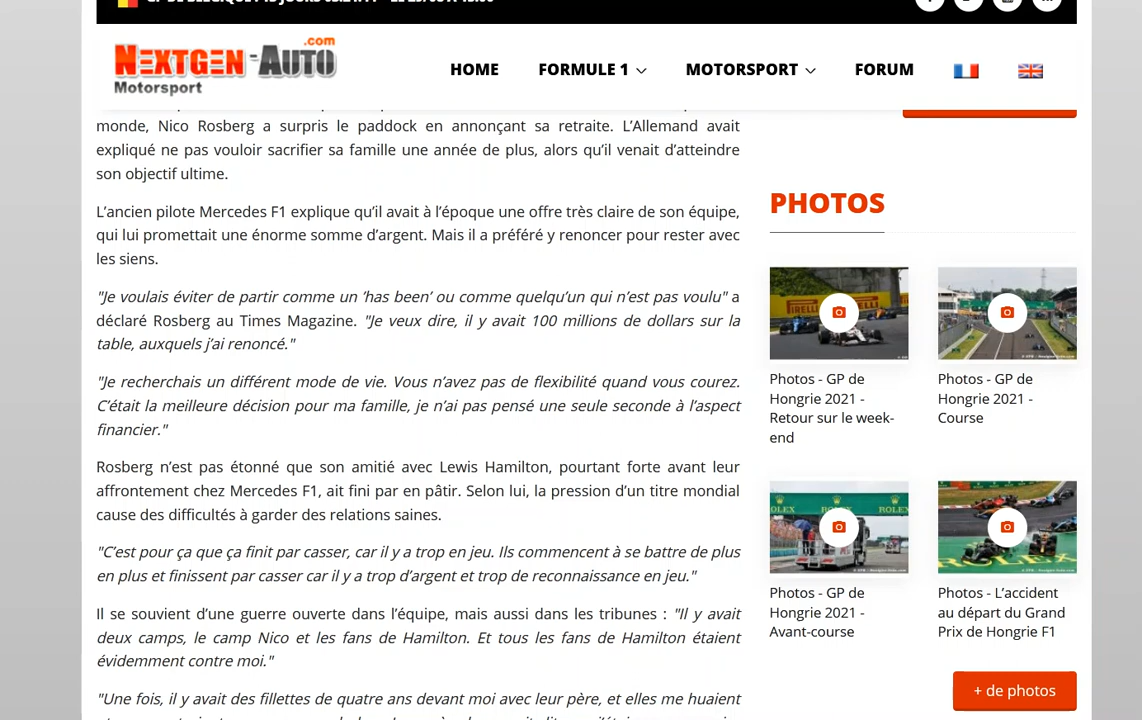 NEXTGEN-AUTO
.com
Motorsport
HOME
FORMULE 1
MOTORSPORT
FORUM
monde, Nico Rosberg a surpris le paddock en annonçant sa retraite. L’Allemand avait
expliqué ne pas vouloir sacrifier sa famille une année de plus, alors qu’il venait d’atteindre
son objectif ultime.
L’ancien pilote Mercedes F1 explique qu’il avait à l’époque une offre très claire de son équipe,
qui lui promettait une énorme somme d’argent. Mais il a préféré y renoncer pour rester avec
les siens.
"Je voulais éviter de partir comme un ’has been’ ou comme quelqu’un qui n’est pas voulu" a
déclaré Rosberg au Times Magazine. "Je veux dire, il y avait 100 millions de dollars sur la
table, auxquels j’ai renoncé."
"Je recherchais un différent mode de vie. Vous n’avez pas de flexibilité quand vous courez.
C’était la meilleure décision pour ma famille, je n’ai pas pensé une seule seconde à l’aspect
financier."
Rosberg n’est pas étonné que son amitié avec Lewis Hamilton, pourtant forte avant leur
affrontement chez Mercedes F1, ait fini par en pâtir. Selon lui, la pression d’un titre mondial
cause des difficultés à garder des relations saines.
"C’est pour ça que ça finit par casser, car il y a trop en jeu. Ils commencent à se battre de plus
en plus et finissent par casser car il y a trop d’argent et trop de reconnaissance en jeu."
Il se souvient d’une guerre ouverte dans l’équipe, mais aussi dans les tribunes : "Il y avait
deux camps, le camp Nico et les fans de Hamilton. Et tous les fans de Hamilton étaient
évidemment contre moi."
"Une fois, il y avait des fillettes de quatre ans devant moi avec leur père, et elles me huaient
PHOTOS
IRELLI
Photos - GP de
Hongrie 2021 -
Retour sur le week-
end
Photos - GP de
Hongrie 2021 -
Course
OLEX
ROLEX
Photos - GP de
Hongrie 2021 -
Avant-course
ROLEX
Photos - L’accident
au départ du Grand
Prix de Hongrie F1
+ de photos